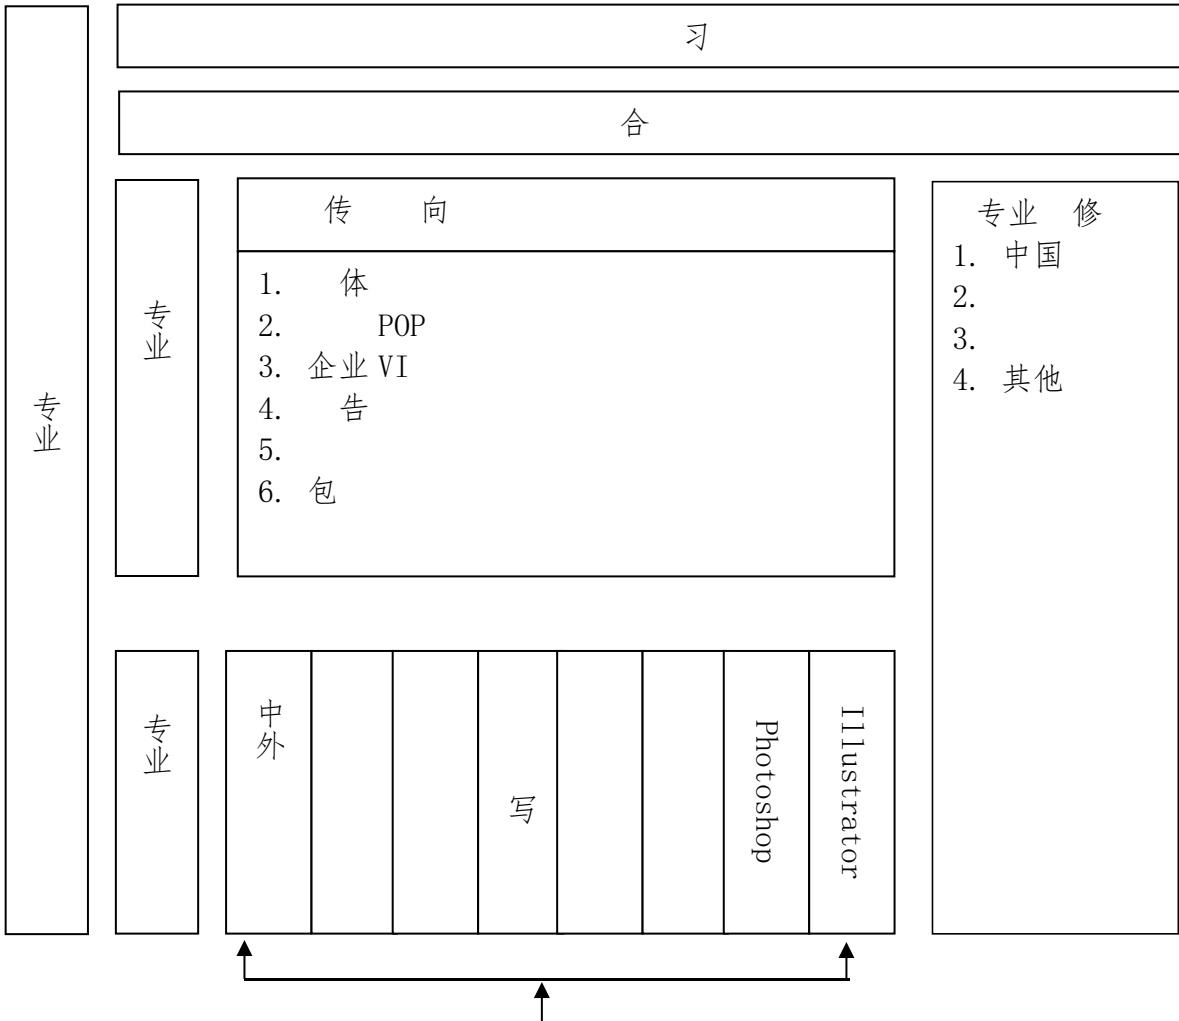 习
合
专业
专业
传 向
1. 体
2. POP
3. 企业 VI
4. 告
5.
6. 包
专业 修
1. 中国
2.
3.
4. 其他
专业
中外
写
Photoshop
Illustrator